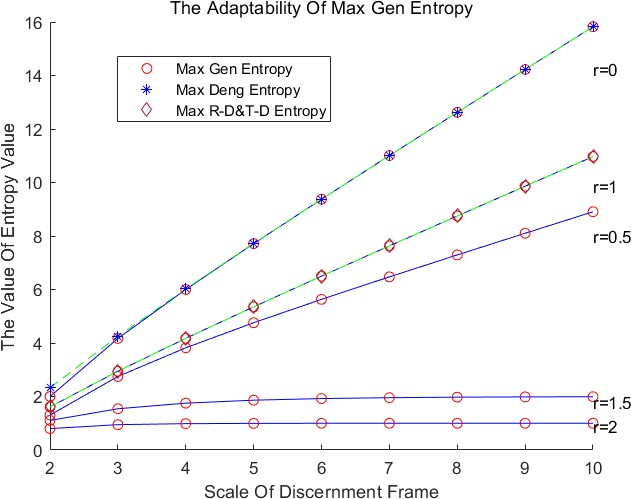 The Adaptability Of Max Gen Entropy
The Value Of Entropy Value
16
14
12
10
8
6
4
2
0
Max Gen Entropy
Max Deng Entropy
Max R-D&T-D Entropy
r=0
r=1
r=0.5
r=1.5
r=2
2 3 4 5 6 7 8 9 10
Scale Of Discernment Frame